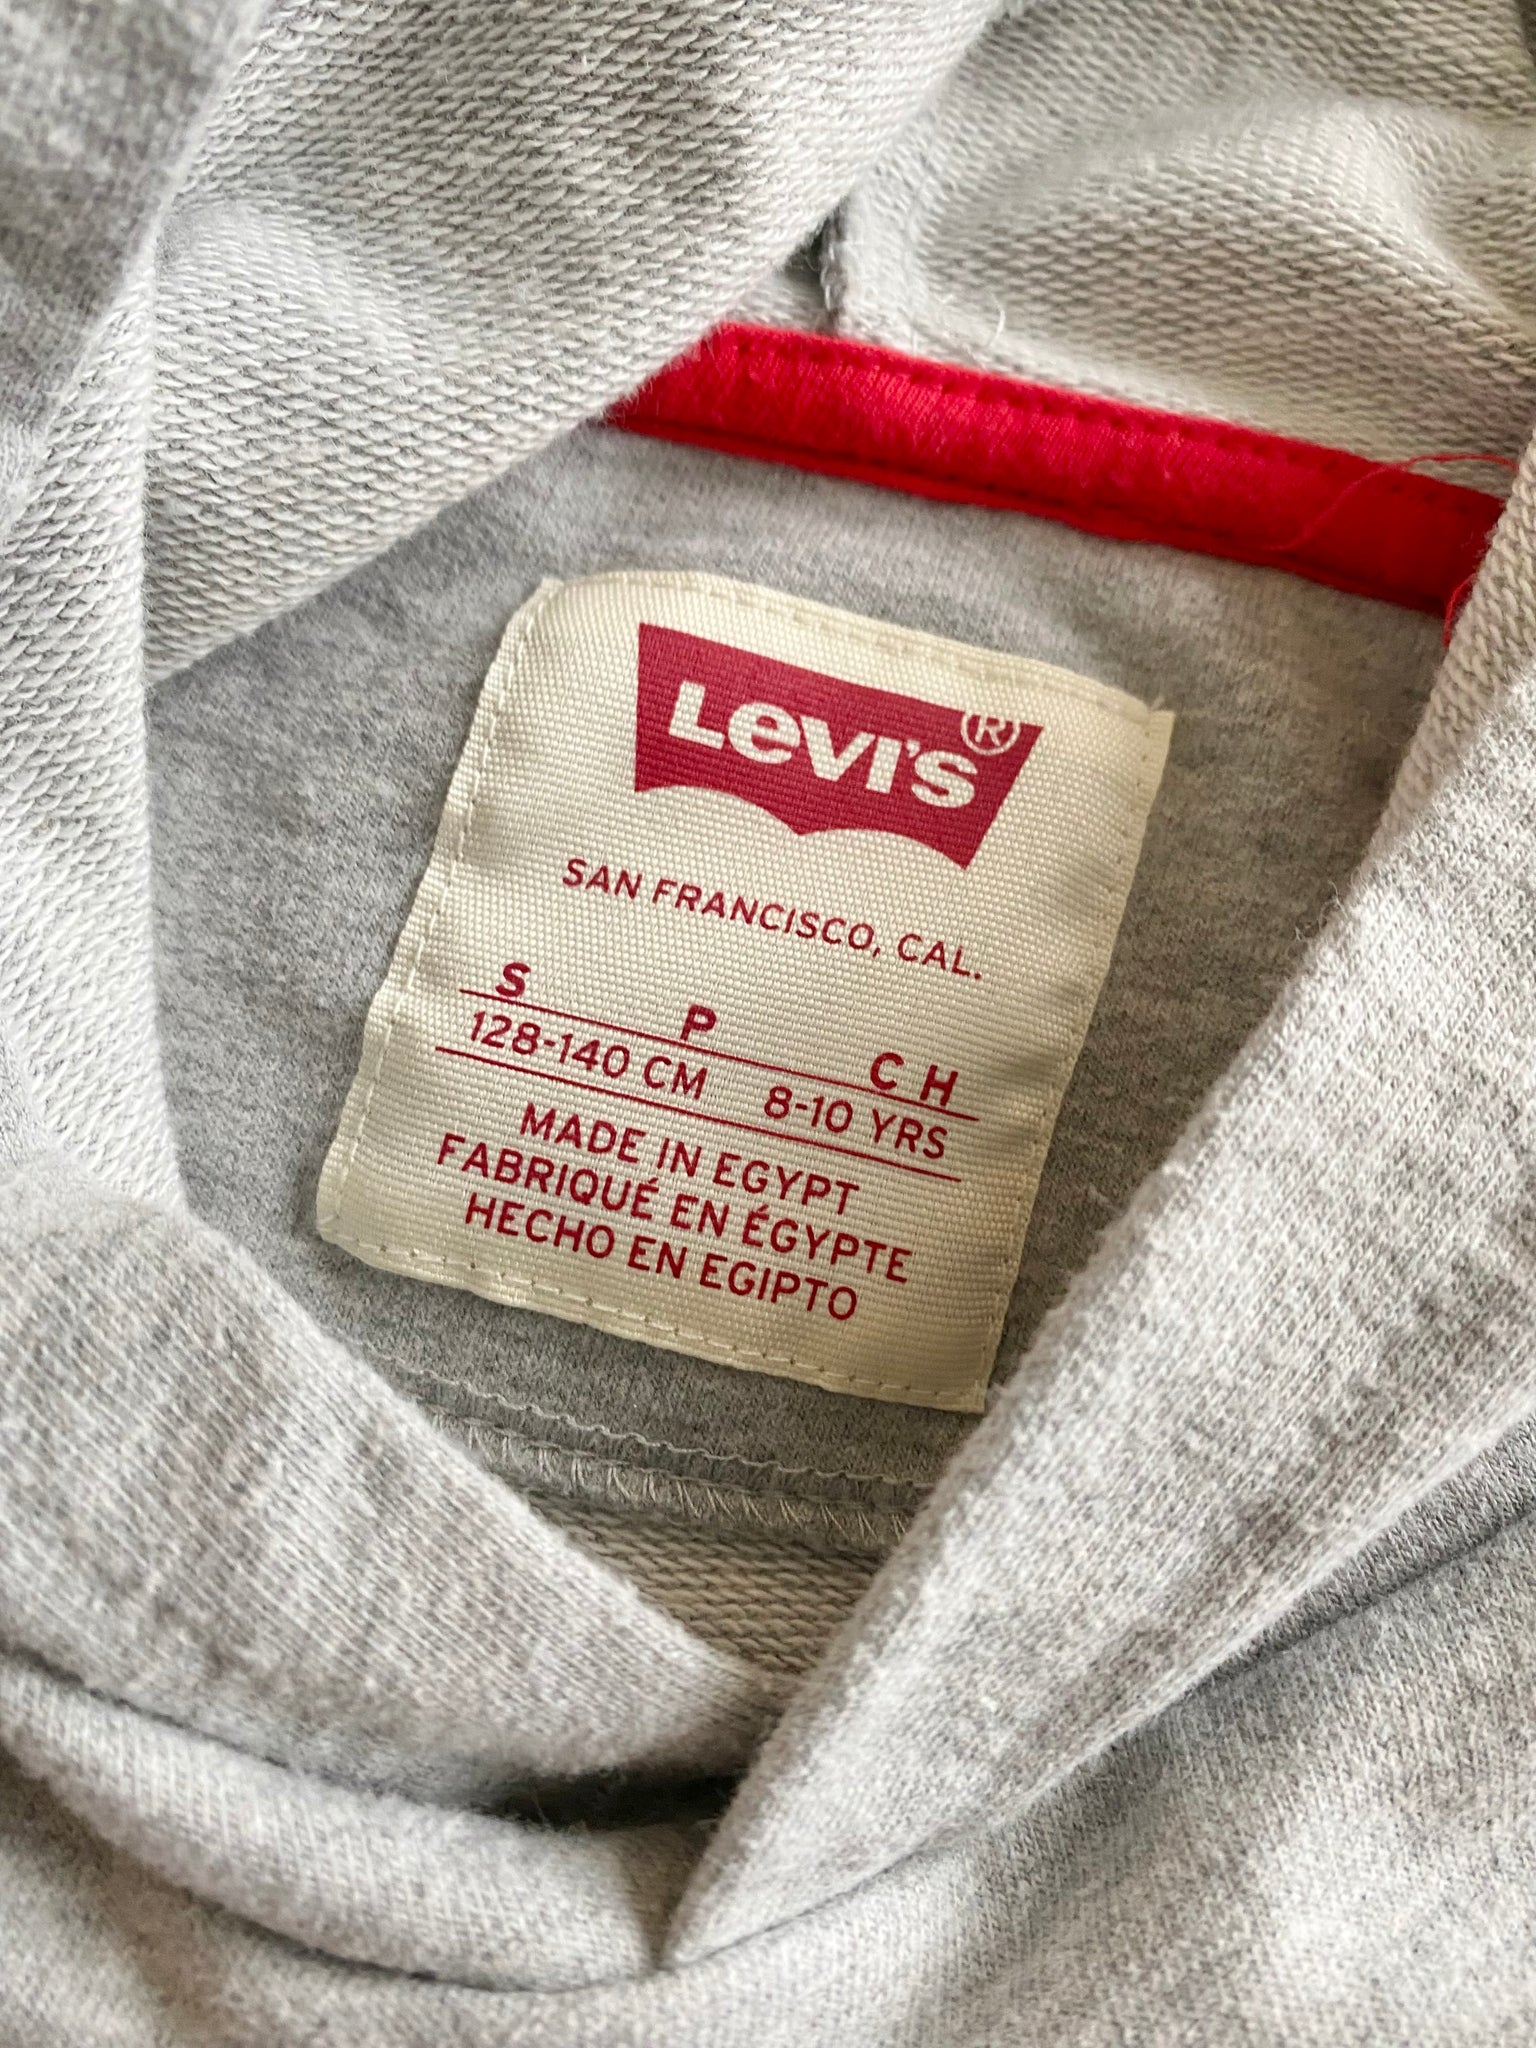 Levi's®
SAN FRANCISCO, CAL.
S P CH
128-140 CM 8-10 YRS
MADE IN EGYPT
FABRIQUÉ EN ÉGYPTE
HECHO EN EGIPTO